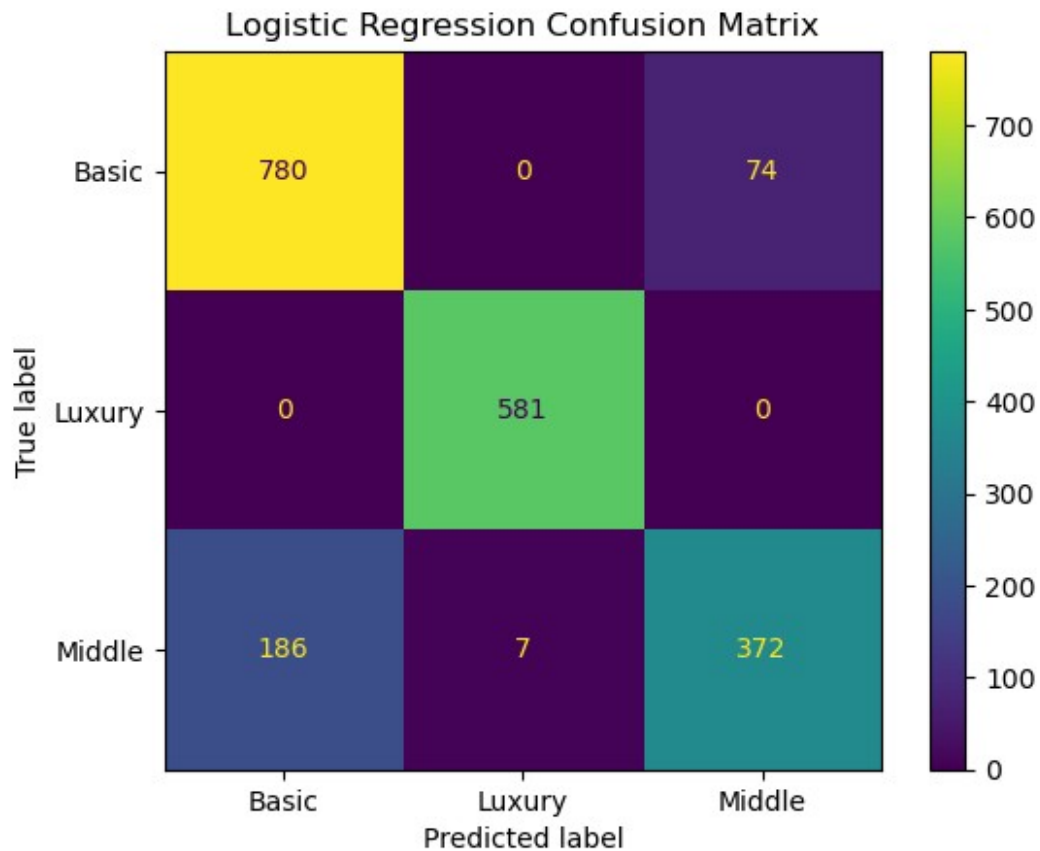 Logistic Regression Confusion Matrix
Basic 780 0 74
Luxury 0 581 0
Middle 186 7 372
Basic Luxury Middle
Predicted label
True label
700
600
500
400
300
200
100
0